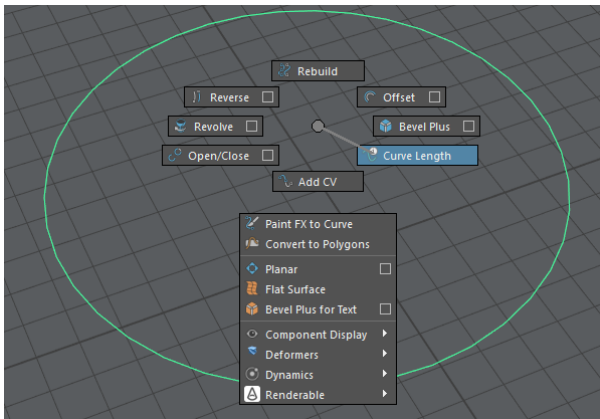 Rebuild
Reverse
Offset
Revolve
Bevel Plus
Open/Close
Curve Length
Add CV
Paint FX to Curve
Convert to Polygons
Planar
Flat Surface
Bevel Plus for Text
Component Display
Deformers
Dynamics
Renderable